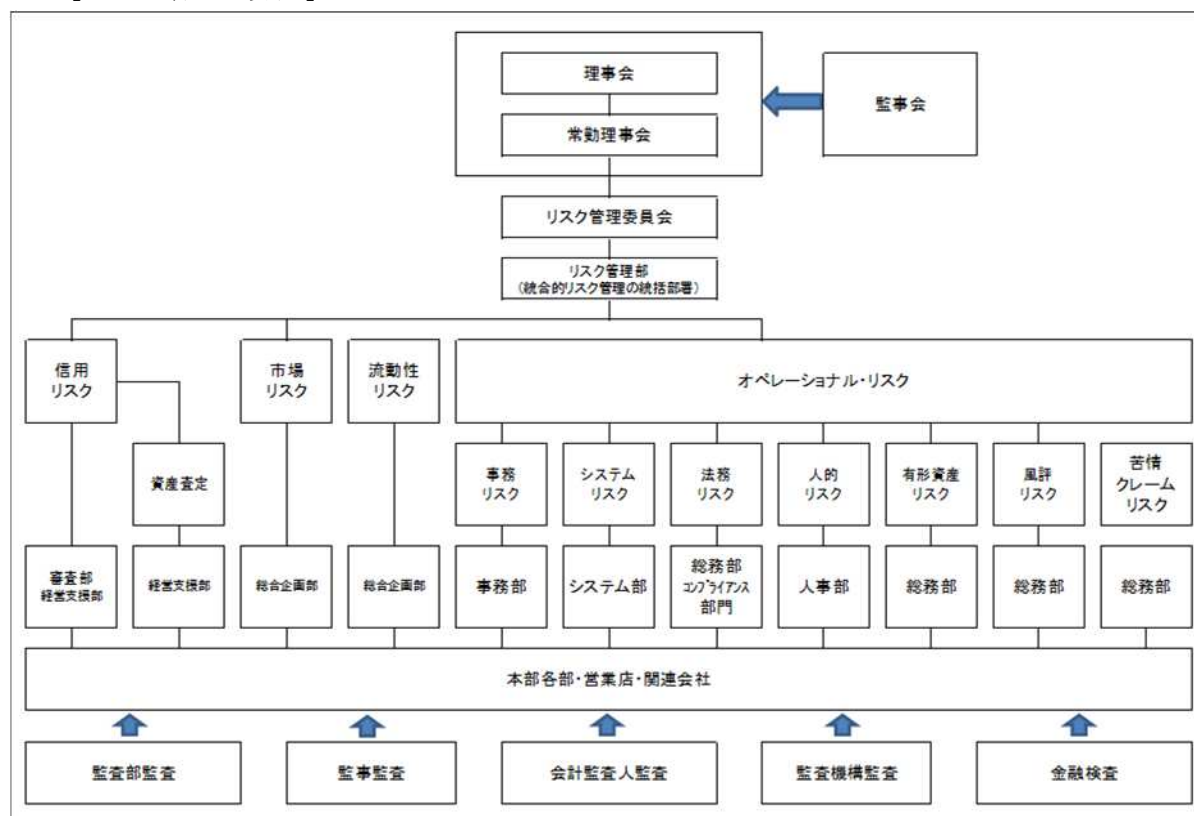 理事会
監事会
常勤理事会
リスク管理委員会
リスク管理部
(統合的リスク管理の統括部署)
信用
リスク
市場
リスク
流動性
リスク
オペレーショナル・リスク
資産査定
事務
リスク
システム
リスク
法務
リスク
人的
リスク
有形資産
リスク
風評
リスク
苦情
クレーム
リスク
審査部
経営支援部
経営支援部
総合企画部
総合企画部
事務部
システム部
総務部
コンプライアンス
部門
人事部
総務部
総務部
総務部
本部各部・営業店・関連会社
監査部監査
監事監査
会計監査人監査
監査機構監査
金融検査